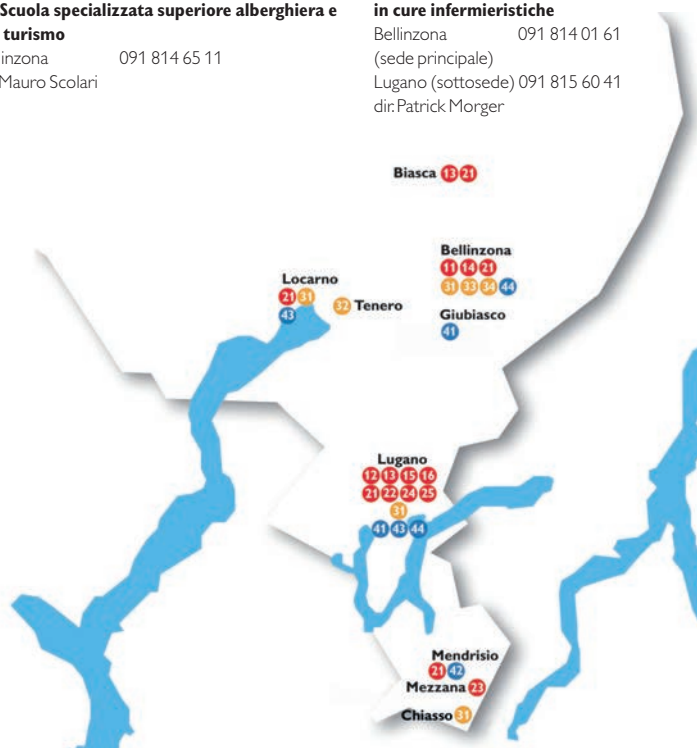 Scuola specializzata superiore alberghiera e
turismo
inzona 091 814 65 11
Mauro Scolari
in cure infermieristiche
Bellinzona 091 814 01 61
(sede principale)
Lugano (sottosede) 091 815 60 41
dir. Patrick Morger
Biasca 13 21
Bellinzona
11 14 21
31 33 34 44
Locarno
21 31
43
32 Tenero
Giubiasco
41
Lugano
12 13 15 16
21 22 24 25
31
41 43 44
Mendrisio
21 42
Mezzana 23
Chiasso 31